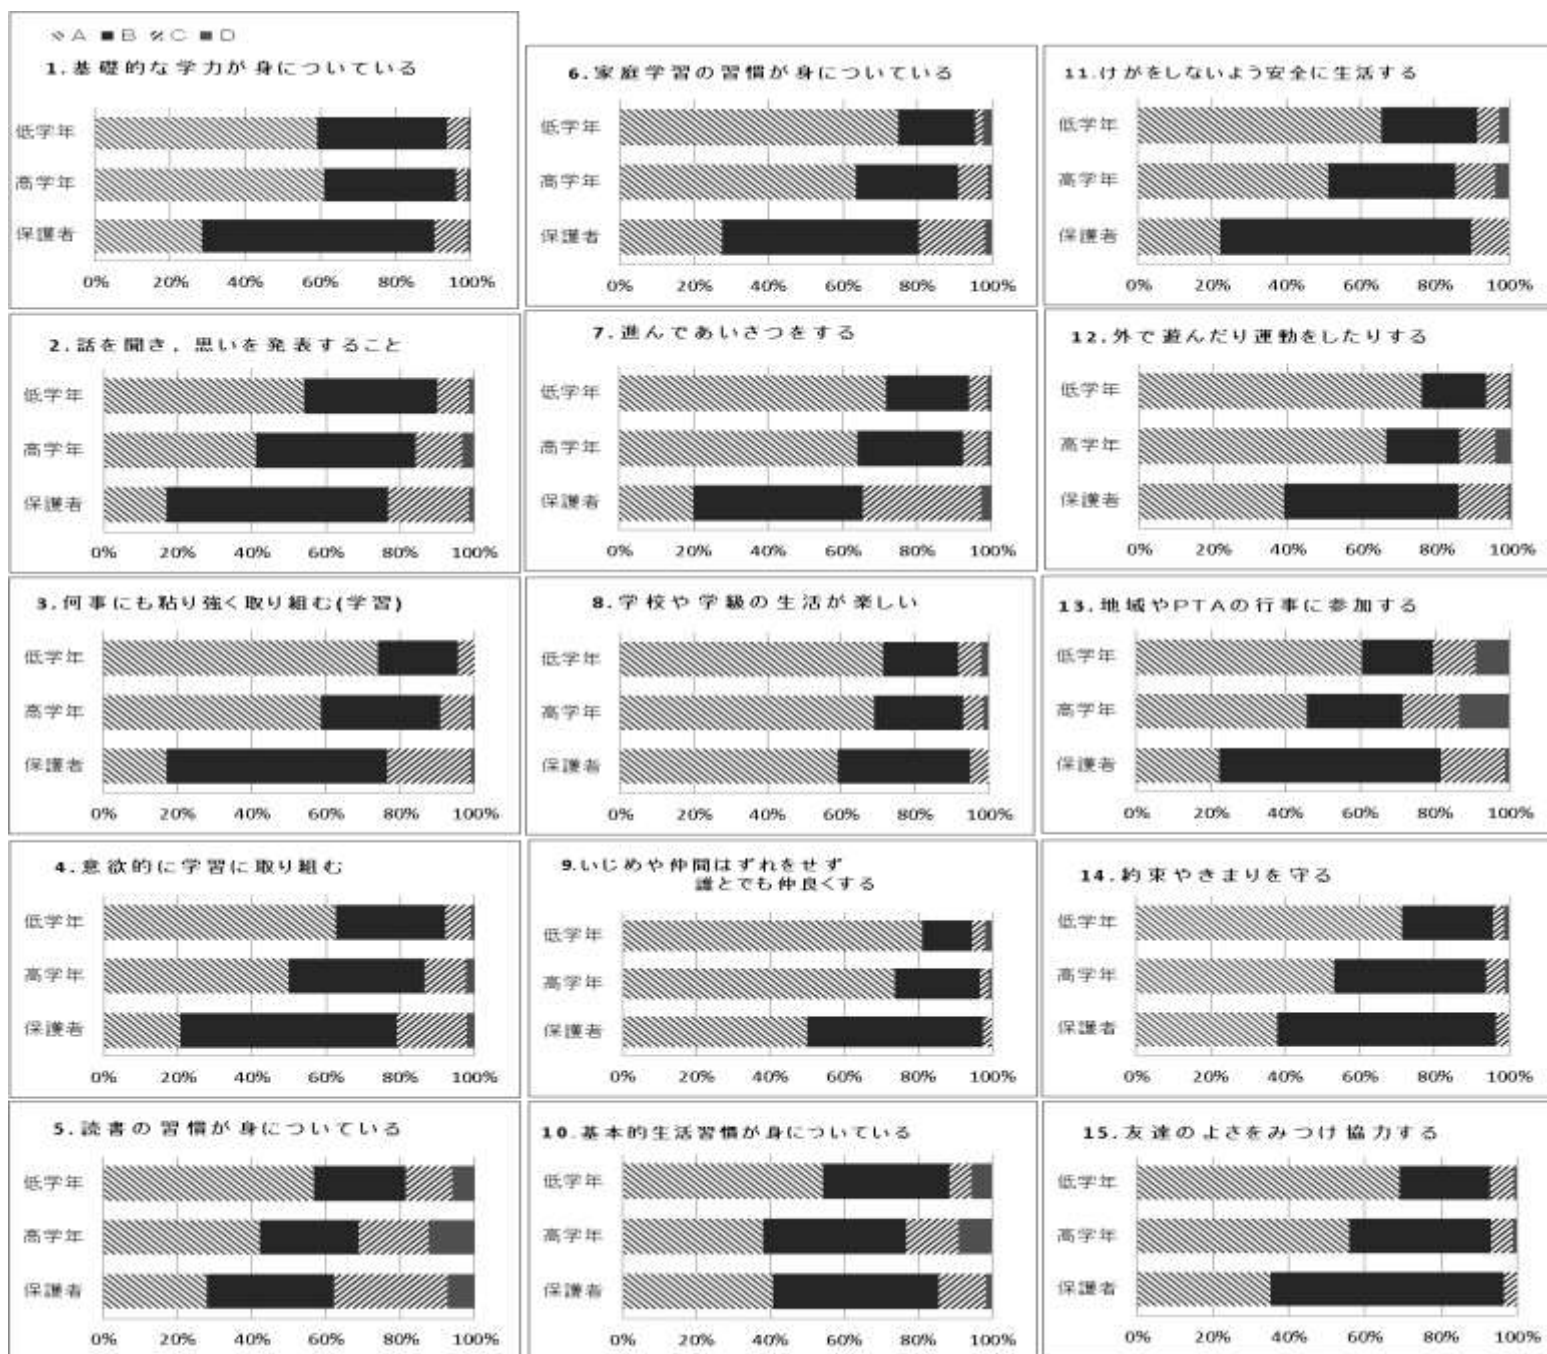 A B C D
1.基礎的な学力が身についている
低学年
高学年
保護者
0% 20% 40% 60% 80% 100%
2.話を聞き、思いを発表すること
低学年
高学年
保護者
0% 20% 40% 60% 80% 100%
3.何事にも粘り強く取り組む(学習)
低学年
高学年
保護者
0% 20% 40% 60% 80% 100%
4.意欲的に学習に取り組む
低学年
高学年
保護者
0% 20% 40% 60% 80% 100%
5.読書の習慣が身についている
低学年
高学年
保護者
0% 20% 40% 60% 80% 100%
6.家庭学習の習慣が身についている
低学年
高学年
保護者
0% 20% 40% 60% 80% 100%
7.進んであいさつをする
低学年
高学年
保護者
0% 20% 40% 60% 80% 100%
8.学校や学級の生活が楽しい
低学年
高学年
保護者
0% 20% 40% 60% 80% 100%
9.いじめや仲間はずれをせず
誰とでも仲良くする
低学年
高学年
保護者
0% 20% 40% 60% 80% 100%
10.基本的生活習慣が身についている
低学年
高学年
保護者
0% 20% 40% 60% 80% 100%
11.けがをしないよう安全に生活する
低学年
高学年
保護者
0% 20% 40% 60% 80% 100%
12.外で遊んだり運動をしたりする
低学年
高学年
保護者
0% 20% 40% 60% 80% 100%
13.地域やPTAの行事に参加する
低学年
高学年
保護者
0% 20% 40% 60% 80% 100%
14.約束やきまりを守る
低学年
高学年
保護者
0% 20% 40% 60% 80% 100%
15.友達のよさをみつけ協力する
低学年
高学年
保護者
0% 20% 40% 60% 80% 100%